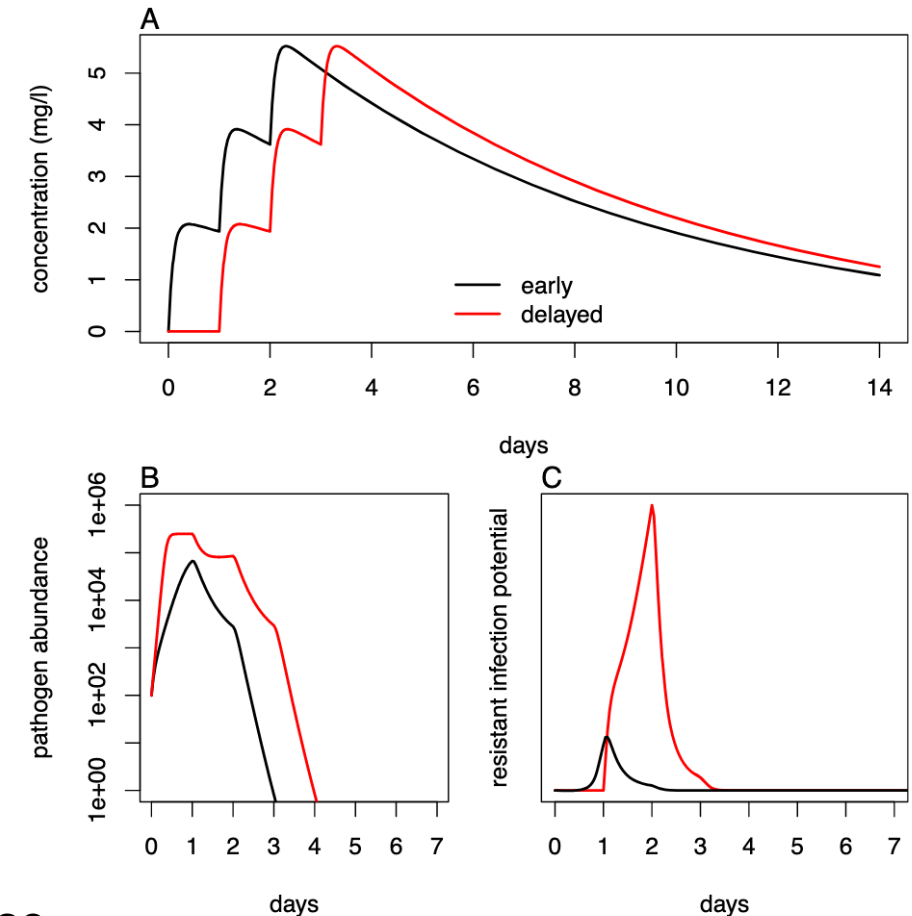 A
concentration (mg/l)
0 1 2 3 4 5
early
delayed
0 2 4 6 8 10 12 14
days
B
pathogen abundance
1e+00 1e+02 1e+04 1e+06
0 1 2 3 4 5 6 7
days
C
resistant infection potential
0 1 2 3 4 5 6 7
days